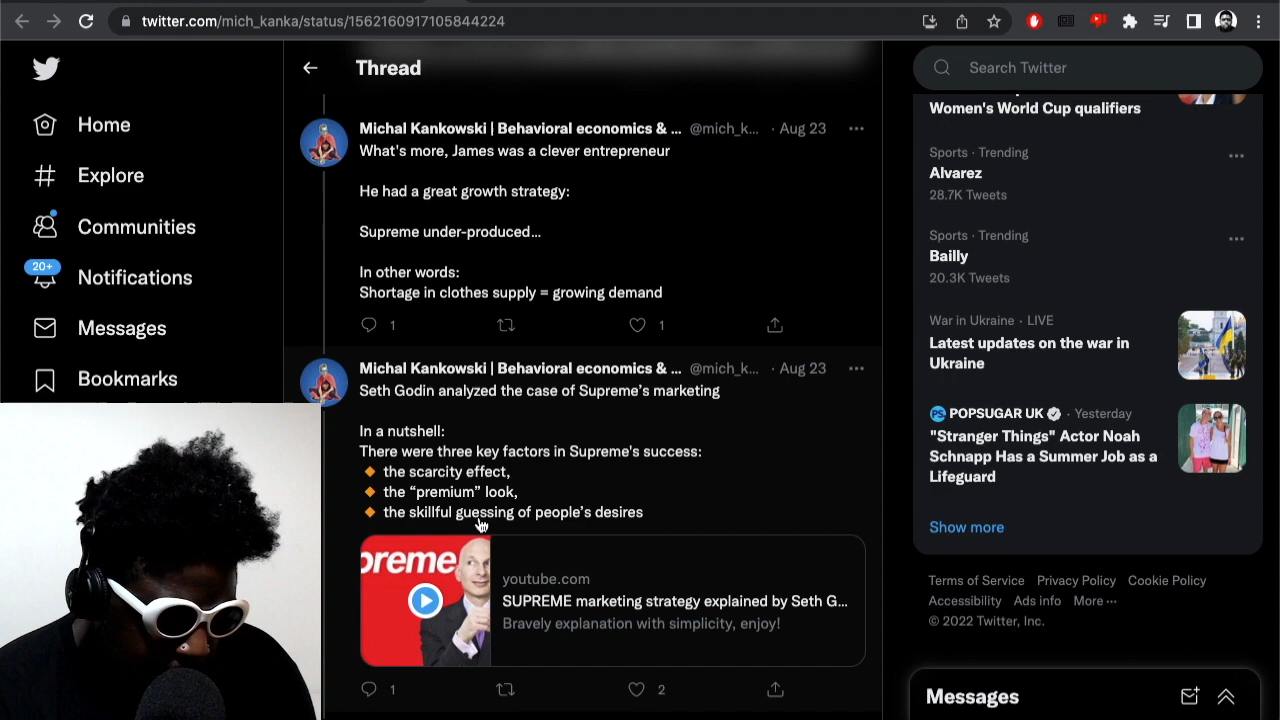 twitter.com/mich_kanka/status/1562160917105844224
Home
Explore
Communities
20+
Notifications
Messages
Bookmarks
Thread
Michal Kankowski | Behavioral economics & ... @mich_k... · Aug 23
What's more, James was a clever entrepreneur
He had a great growth strategy:
Supreme under-produced…
In other words:
Shortage in clothes supply = growing demand
1
1
Michal Kankowski | Behavioral economics & ... @mich_k... · Aug 23
Seth Godin analyzed the case of Supreme’s marketing
In a nutshell:
There were three key factors in Supreme's success:
🔸 the scarcity effect,
🔸 the “premium” look,
🔸 the skillful guessing of people’s desires
preme
youtube.com
SUPREME marketing strategy explained by Seth G...
Bravely explanation with simplicity, enjoy!
1
2
Search Twitter
Women's World Cup qualifiers
Sports · Trending
Alvarez
28.7K Tweets
Sports · Trending
Bailly
20.3K Tweets
War in Ukraine · LIVE
Latest updates on the war in
Ukraine
PS POPSUGAR UK · Yesterday
"Stranger Things" Actor Noah
Schnapp Has a Summer Job as a
Lifeguard
Show more
Terms of Service Privacy Policy Cookie Policy
Accessibility Ads info More ···
© 2022 Twitter, Inc.
Messages